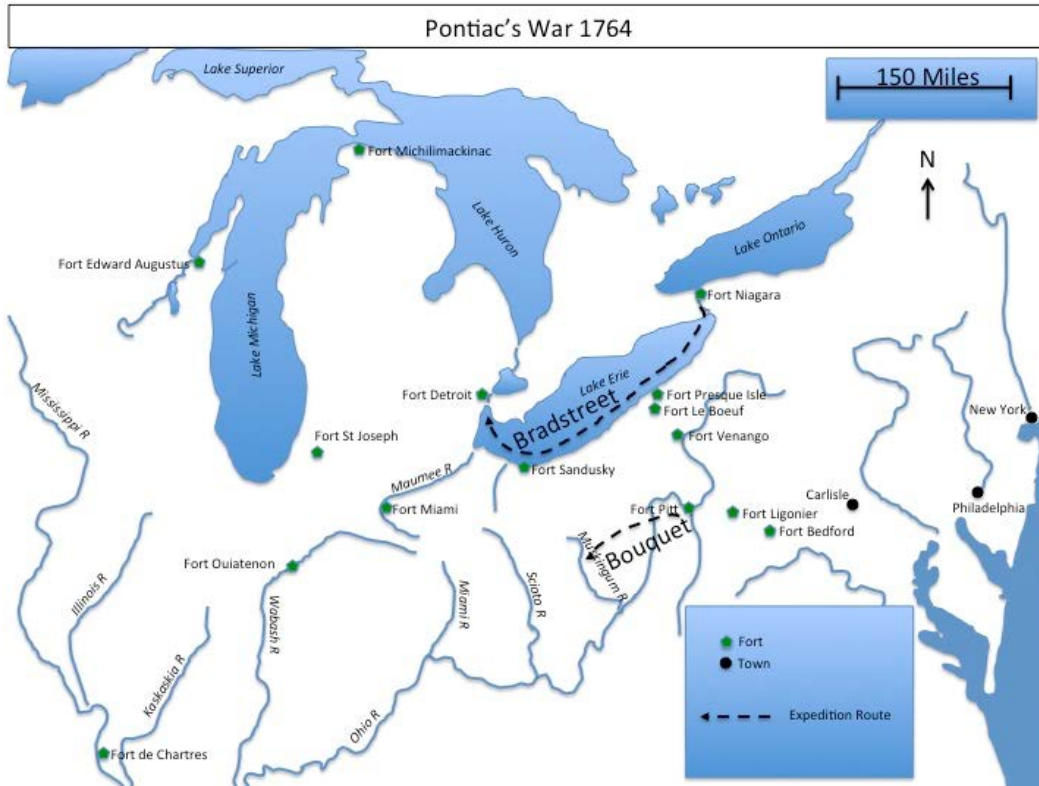 Pontiac's War 1764
Lake Superior
150 Miles
Fort Michilimackinac
N
Lake Huron
Lake Ontario
Fort Edward Augustus
Fort Niagara
Lake Michigan
Mississippi R
Lake Erie
Fort Detroit
Fort Presque Isle
Fort Le Boeuf
Bradstreet
New York
Fort St Joseph
Fort Venango
Fort Sandusky
Maumee R
Carlisle
Fort Miami
Fort Pitt
Fort Ligonier
Philadelphia
Fort Bedford
Bouquet
Muskingum R
Fort Ouiatenon
Illinois R
Wabash R
Miami R
Scioto R
Kaskaskia R
Ohio R
Fort de Chartres
Fort
Town
Expedition Route